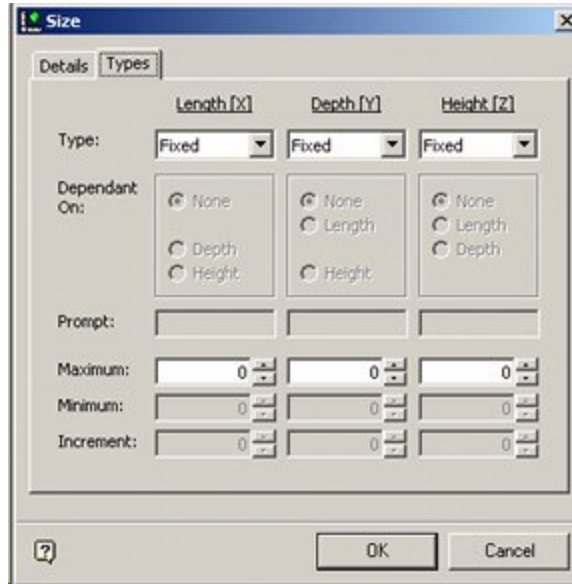 Size
Details Types
Length [X] Depth [Y] Height [Z]
Type: Fixed Fixed Fixed
Dependant On:
None None None
Length Length
Depth Depth
Height Height
Prompt:
Maximum: 0 0 0
Minimum: 0 0 0
Increment: 0 0 0
OK Cancel